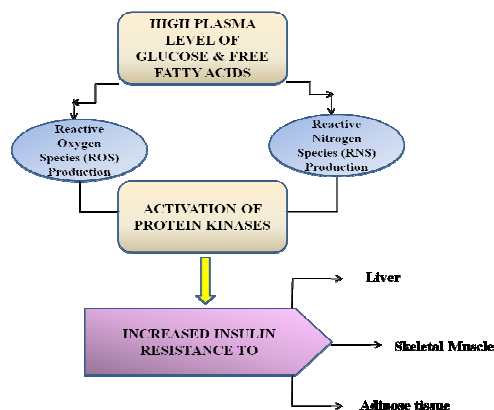 HIGH PLASMA
LEVEL OF
GLUCOSE & FREE
FATTY ACIDS
Reactive
Oxygen
Species (ROS)
Production
Reactive
Nitrogen
Species (RNS)
Production
ACTIVATION OF
PROTEIN KINASES
Liver
INCREASED INSULIN
RESISTANCE TO
Skeletal Muscle
Adipose tissue